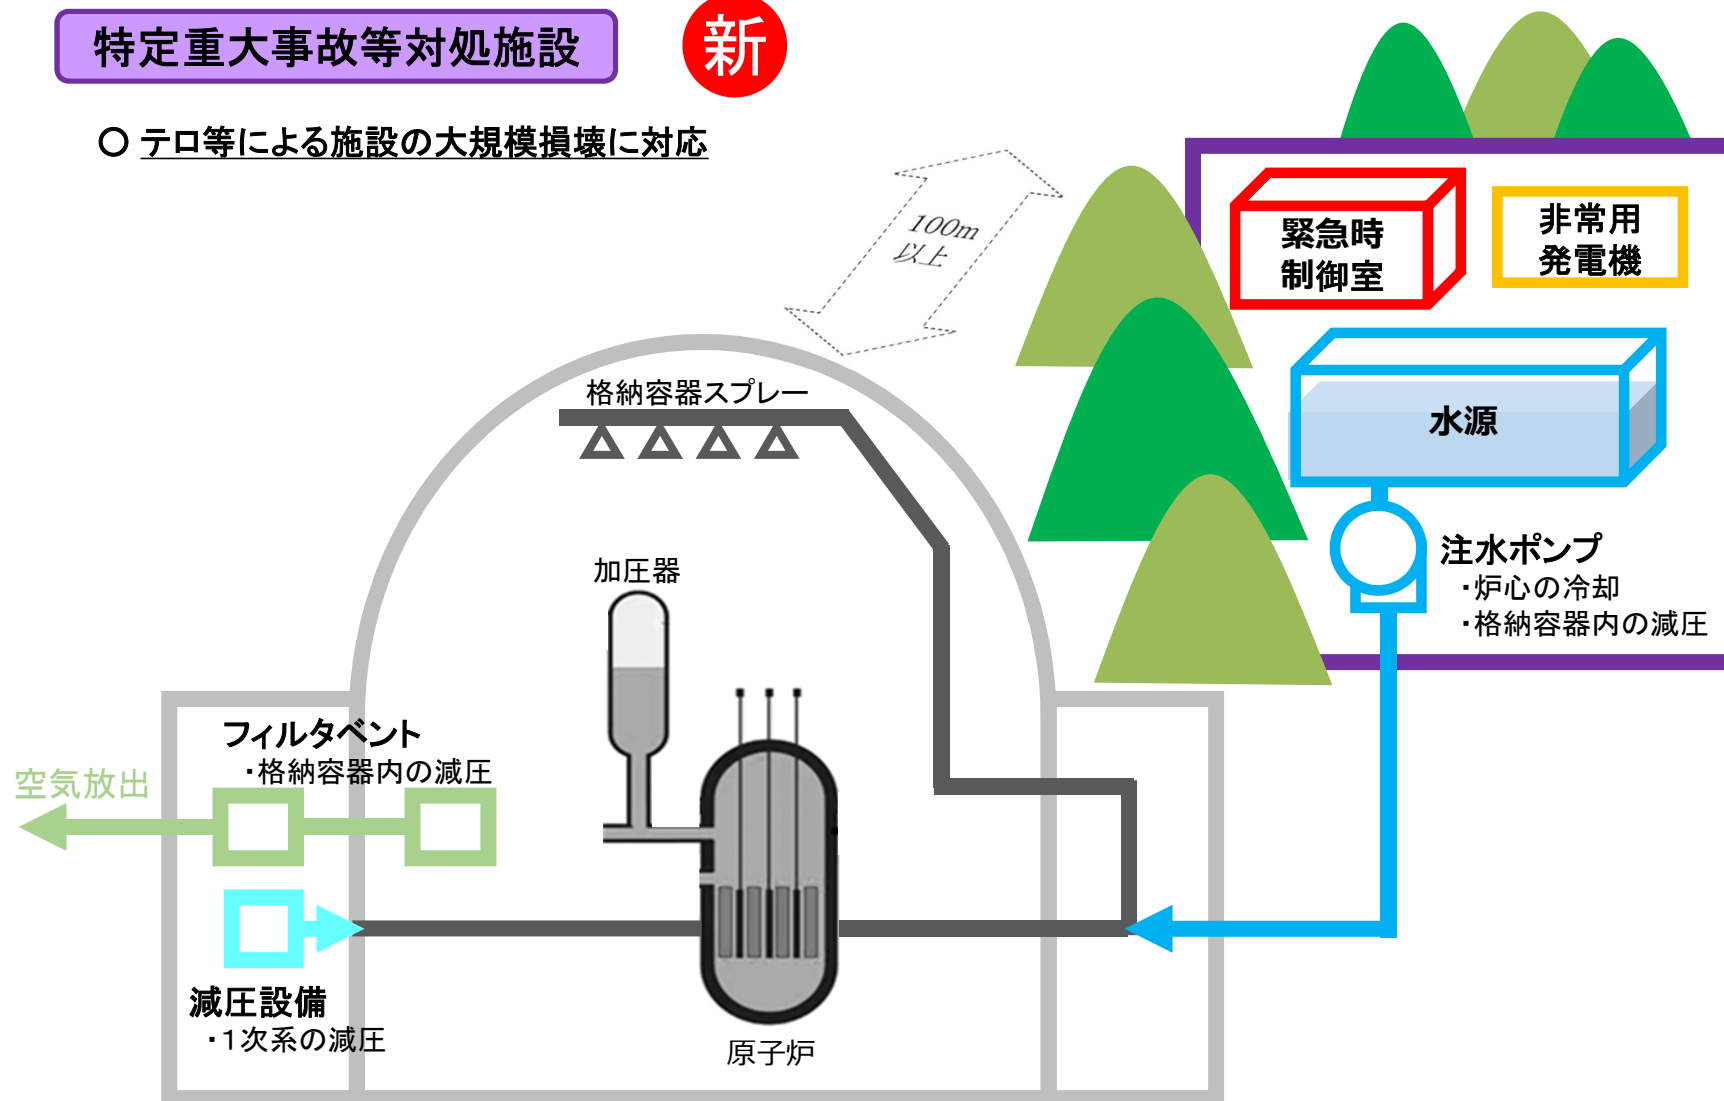 特定重大事故等対処施設
新
〇 テロ等による施設の大規模損壊に対応
100m
以上
緊急時
制御室
非常用
発電機
水源
格納容器スプレー
注水ポンプ
・炉心の冷却
・格納容器内の減圧
加圧器
フィルタベント
・格納容器内の減圧
空気放出
減圧設備
・1次系の減圧
原子炉